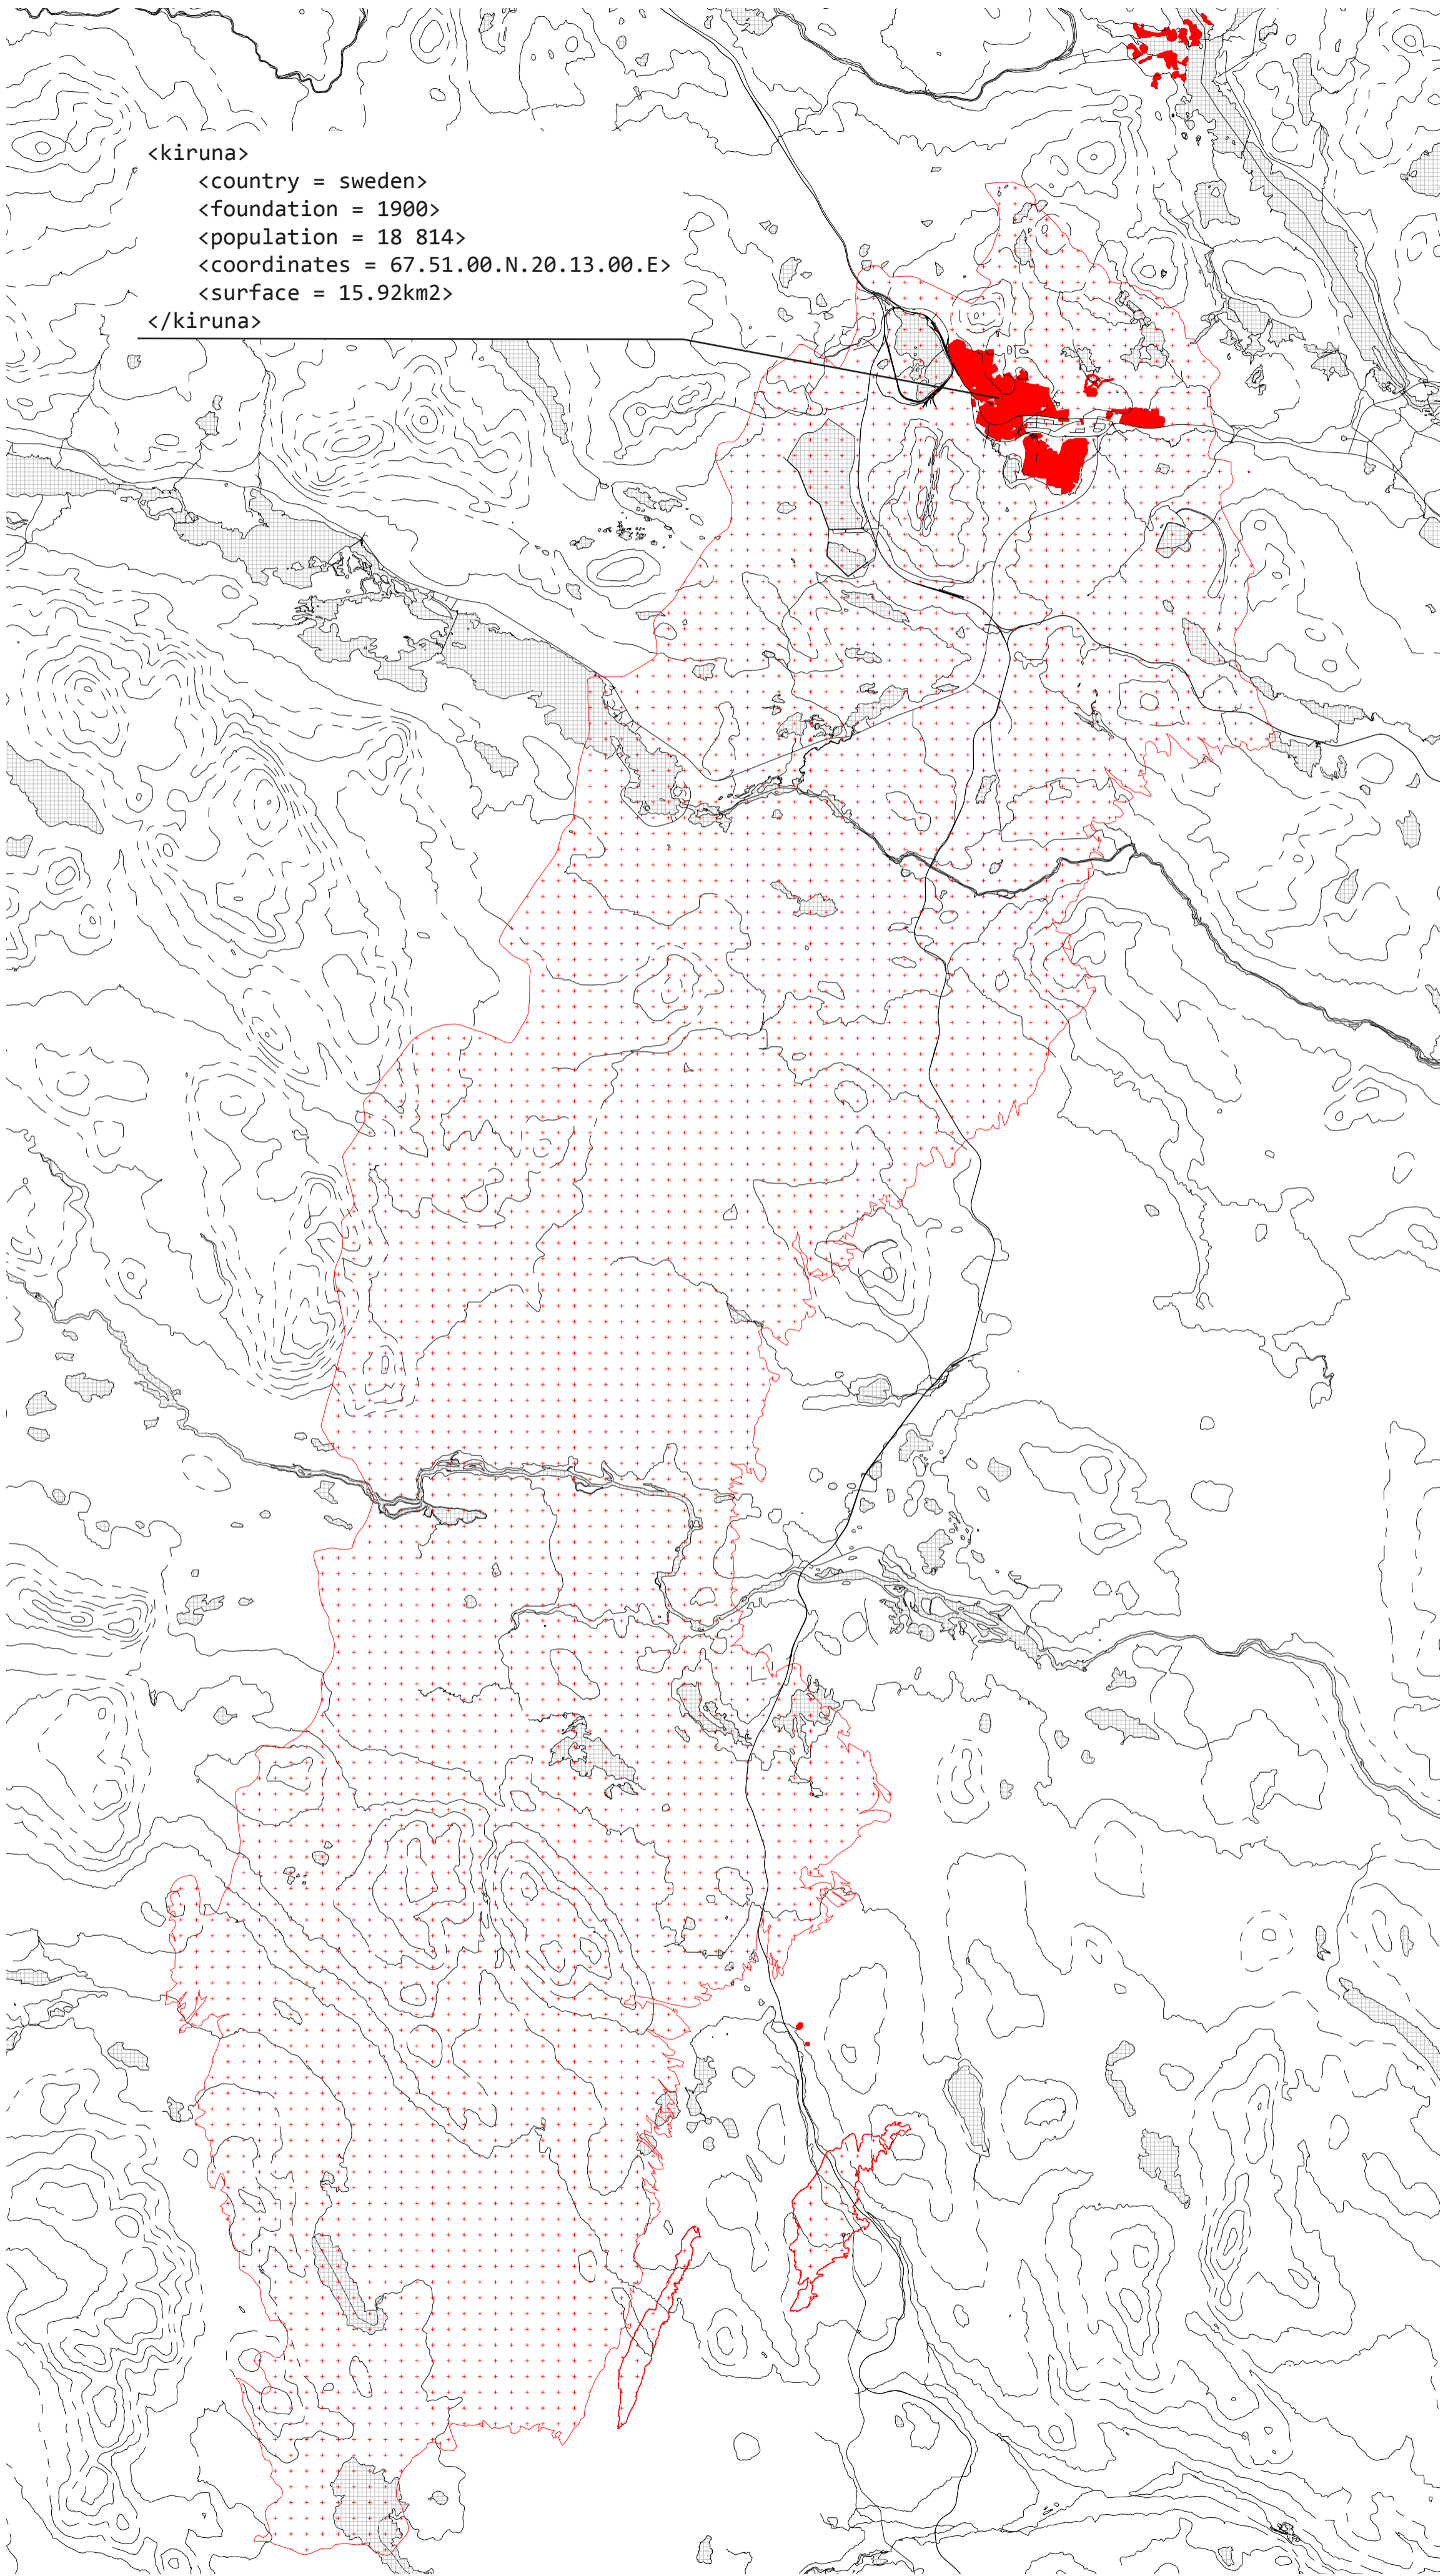 <kiruna>
<country = sweden>
<foundation = 1900>
<population = 18 814>
<coordinates = 67.51.00.N.20.13.00.E>
<surface = 15.92km2>
</kiruna>